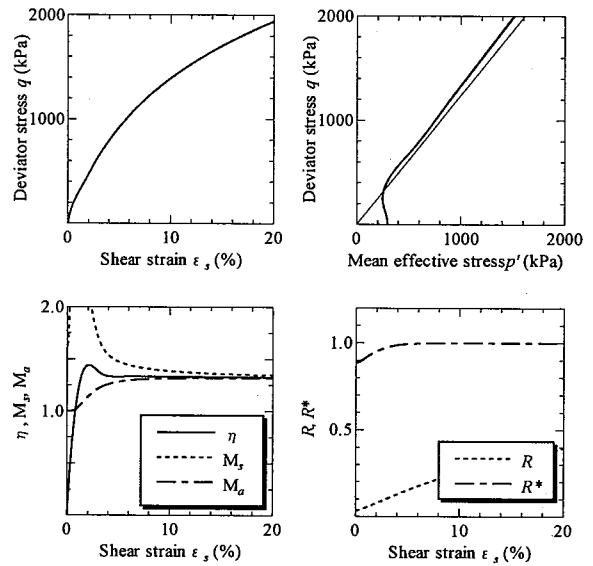 2000
1000
0
10
20
Deviator stress q (kPa)
Shear strain ε s (%)
2000
1000
0
1000
2000
Deviator stress q (kPa)
Mean effective stress p' (kPa)
2.0
1.0
0
10
20
η , Ms, Ma
η
Ms
Ma
Shear strain ε s (%)
1.0
0.5
0
10
20
R, R*
R
R*
Shear strain ε s (%)